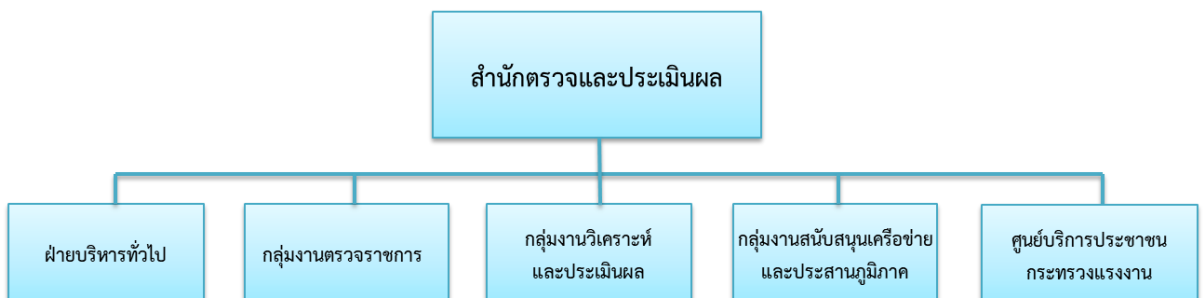 สำนักตรวจและประเมินผล
ฝ่ายบริหารทั่วไป
กลุ่มงานตรวจราชการ
กลุ่มงานวิเคราะห์
และประเมินผล
กลุ่มงานสนับสนุนเครือข่าย
และประสานภูมิภาค
ศูนย์บริการประชาชน
กระทรวงแรงงาน